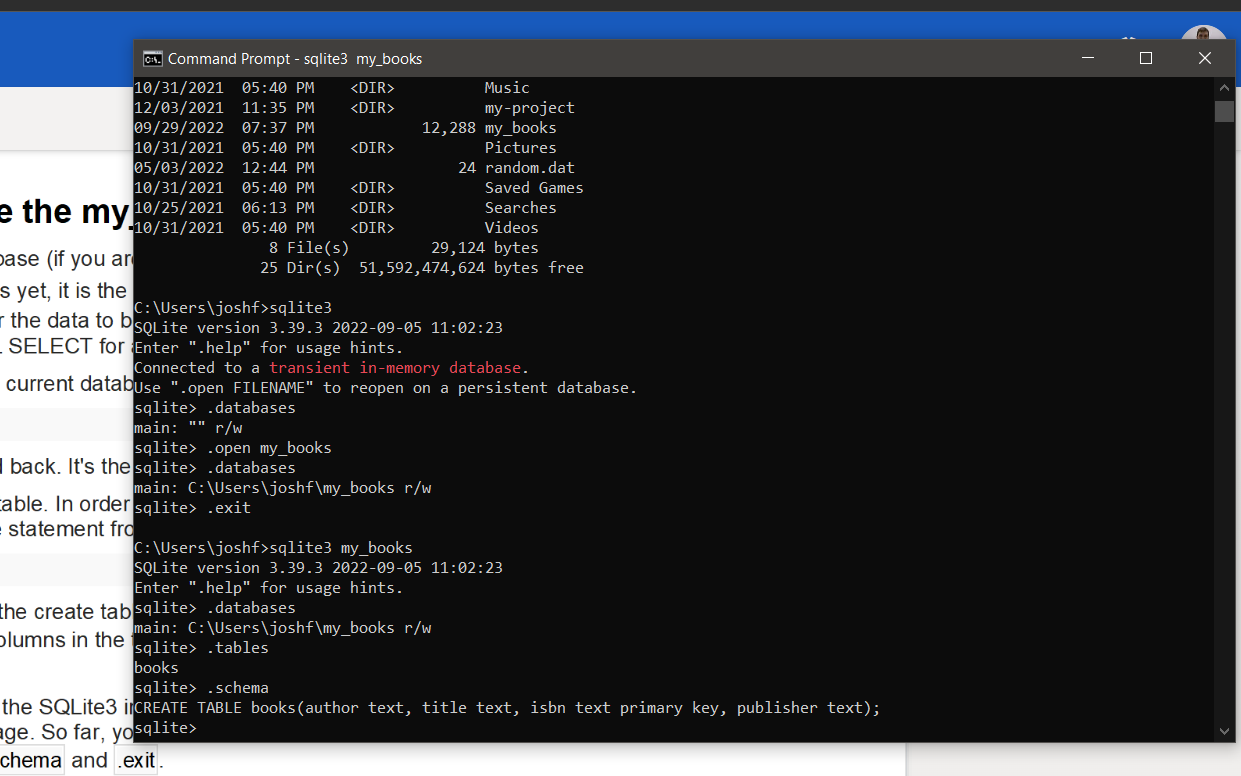 Command Prompt - sqlite3  my_books
10/31/2021  05:40 PM    <DIR>          Music
12/03/2021  11:35 PM    <DIR>          my-project
09/29/2022  07:37 PM            12,288 my_books
10/31/2021  05:40 PM    <DIR>          Pictures
05/03/2022  12:44 PM                24 random.dat
10/31/2021  05:40 PM    <DIR>          Saved Games
10/25/2021  06:13 PM    <DIR>          Searches
10/31/2021  05:40 PM    <DIR>          Videos
               8 File(s)         29,124 bytes
              25 Dir(s)  51,592,474,624 bytes free
C:\Users\joshf>sqlite3
SQLite version 3.39.3 2022-09-05 11:02:23
Enter ".help" for usage hints.
Connected to a transient in-memory database.
Use ".open FILENAME" to reopen on a persistent database.
sqlite> .databases
main: "" r/w
sqlite> .open my_books
sqlite> .databases
main: C:\Users\joshf\my_books r/w
sqlite> .exit
C:\Users\joshf>sqlite3 my_books
SQLite version 3.39.3 2022-09-05 11:02:23
Enter ".help" for usage hints.
sqlite> .databases
main: C:\Users\joshf\my_books r/w
sqlite> .tables
books
sqlite> .schema
CREATE TABLE books(author text, title text, isbn text primary key, publisher text);
sqlite>
e the my_
base (if you are
s yet, it is the
r the data to b
SELECT for
current datab
back. It's the
table. In order
statement fro
the create tab
olumns in the
the SQLite3 i
age. So far, yo
chema and .exit.